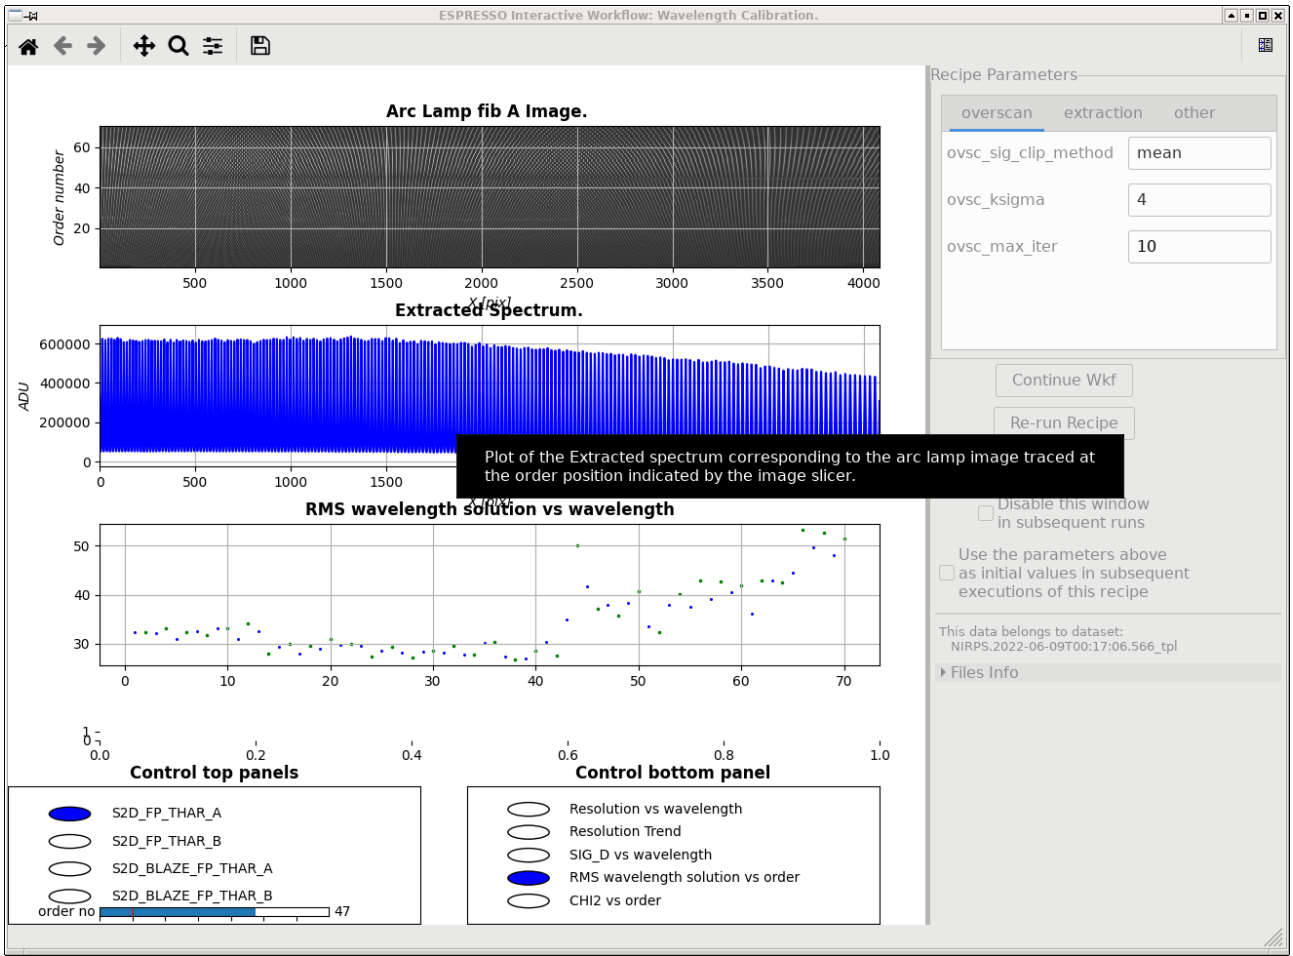 ESPRESSO Interactive Workflow: Wavelength Calibration.
Recipe Parameters
overscan extraction other
ovsc_sig_clip_method mean
ovsc_ksigma 4
ovsc_max_iter 10
Continue Wkf
Re-run Recipe
Disable this window
in subsequent runs
Use the parameters above
as initial values in subsequent
executions of this recipe
This data belongs to dataset:
NIRPS.2022-06-09T00:17:06.566_tpl
Files Info
Arc Lamp fib A Image.
Order number
60
40
20
500 1000 1500 2000 2500 3000 3500 4000
X [pix]
Extracted Spectrum.
ADU
600000
400000
200000
0
0 500 1000 1500
X [pix]
Plot of the Extracted spectrum corresponding to the arc lamp image traced at
the order position indicated by the image slicer.
RMS wavelength solution vs wavelength
50
40
30
0 10 20 30 40 50 60 70
1
0
0.0 0.2 0.4 0.6 0.8 1.0
Control top panels
S2D_FP_THAR_A
S2D_FP_THAR_B
S2D_BLAZE_FP_THAR_A
S2D_BLAZE_FP_THAR_B
order no 47
Control bottom panel
Resolution vs wavelength
Resolution Trend
SIG_D vs wavelength
RMS wavelength solution vs order
CHI2 vs order